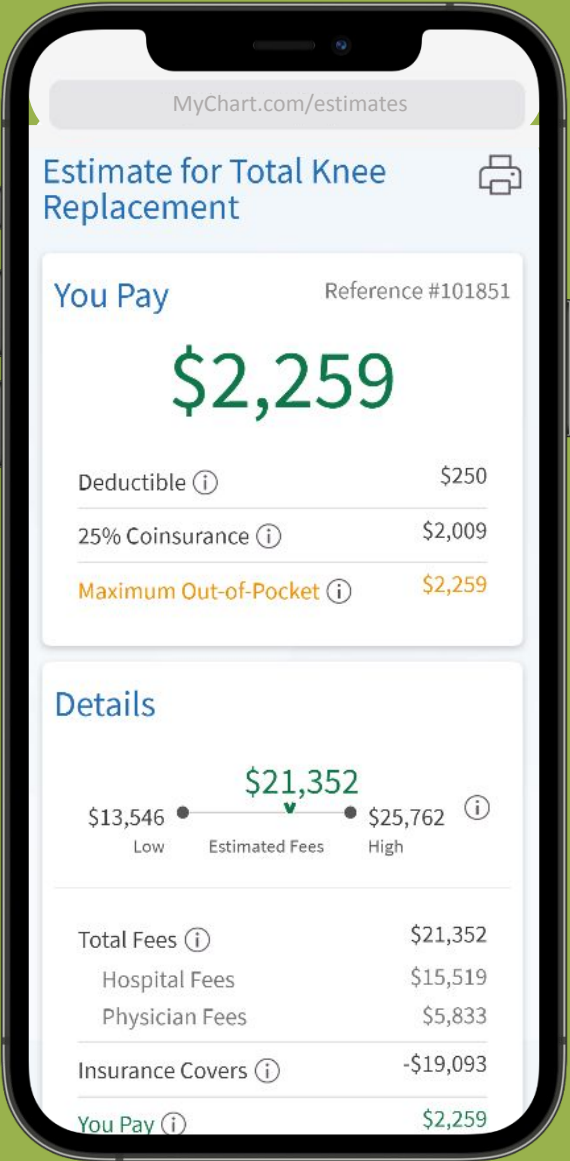 MyChart.com/estimates
Estimate for Total Knee
Replacement
You Pay Reference #101851
$2,259
Deductible $250
25% Coinsurance $2,009
Maximum Out-of-Pocket $2,259
Details
$21,352
$13,546 $25,762
Low Estimated Fees High
Total Fees $21,352
Hospital Fees $15,519
Physician Fees $5,833
Insurance Covers -$19,093
You Pay $2,259